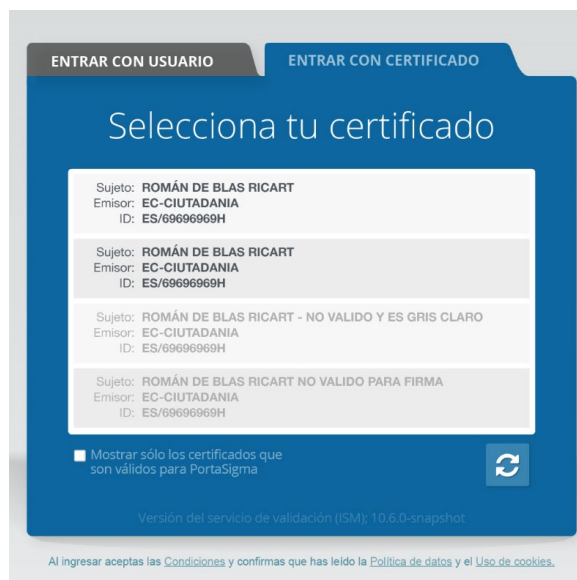 ENTRAR CON USUARIO
ENTRAR CON CERTIFICADO
Selecciona tu certificado
Sujeto: ROMÁN DE BLAS RICART
Emisor: EC-CIUTADANIA
ID: ES/69696969H
Sujeto: ROMÁN DE BLAS RICART
Emisor: EC-CIUTADANIA
ID: ES/69696969H
Sujeto: ROMÁN DE BLAS RICART - NO VALIDO Y ES GRIS CLARO
Emisor: EC-CIUTADANIA
ID: ES/69696969H
Sujeto: ROMÁN DE BLAS RICART NO VALIDO PARA FIRMA
Emisor: EC-CIUTADANIA
ID: ES/69696969H
Mostrar sólo los certificados que
son válidos para PortaSigma
Versión del servicio de validación (ISM); 10.6.0-snapshot
Al ingresar aceptas las Condiciones y confirmas que has leído la Política de datos y el Uso de cookies.